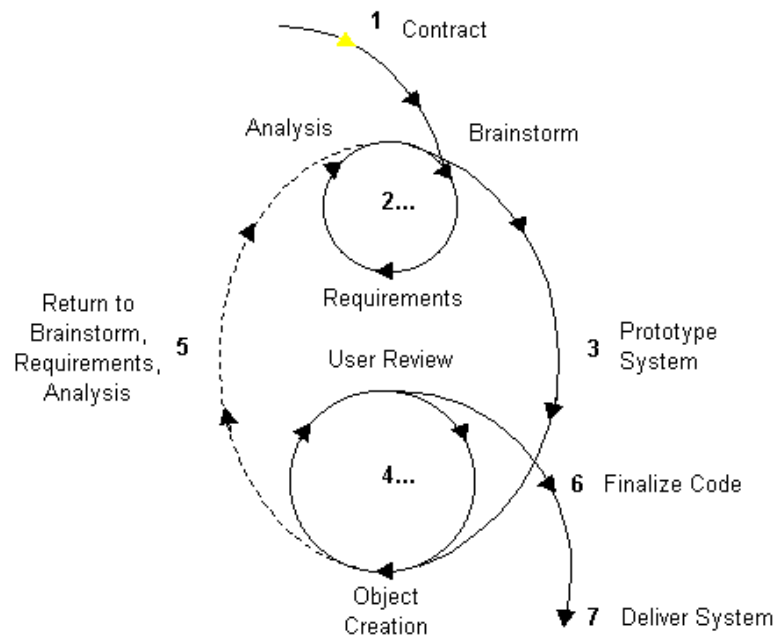 1 Contract
Analysis
Brainstorm
2...
Requirements
Return to
Brainstorm,
Requirements,
Analysis
5
User Review
3 Prototype
System
4...
6 Finalize Code
Object
Creation
7 Deliver System